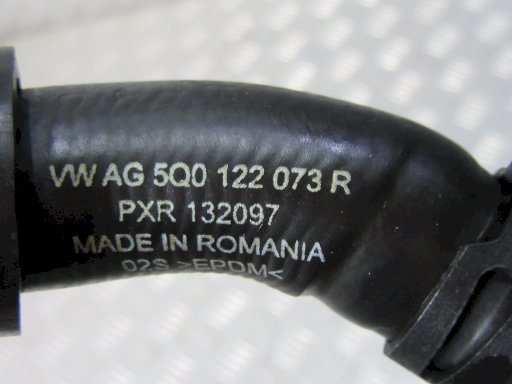 VW AG 5Q0 122 073 R
PXR 132097
MADE IN ROMANIA
02S >EPDM<